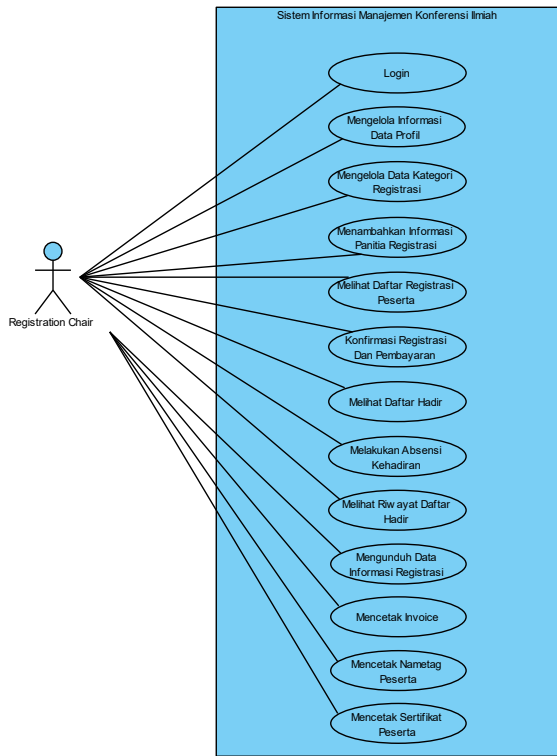 Sistem Informasi Manajemen Konferensi Ilmiah
Login
Mengelola Informasi
Data Profil
Mengelola Data Kategori
Registrasi
Menambahkan Informasi
Panitia Registrasi
Melihat Daftar Registrasi
Peserta
Registration Chair
Konfirmasi Registrasi
Dan Pembayaran
Melihat Daftar Hadir
Melakukan Absensi
Kehadiran
Melihat Riwayat Daftar
Hadir
Mengunduh Data
Informasi Registrasi
Mencetak Invoice
Mencetak Nametag
Peserta
Mencetak Sertifikat
Peserta